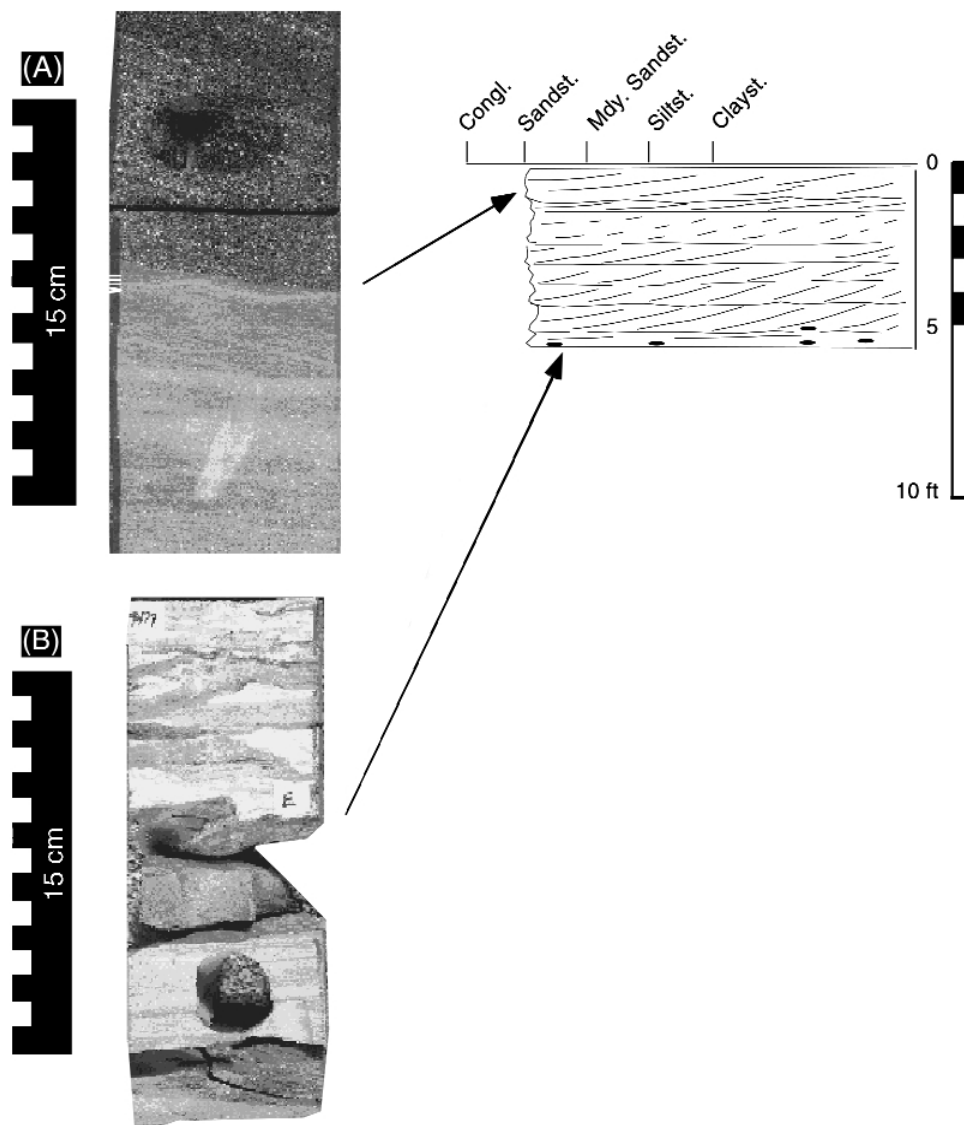 (A)
15 cm
Congl.
Sandst.
Mdy. Sandst.
Siltst.
Clayst.
0
5
10 ft
(B)
15 cm
E